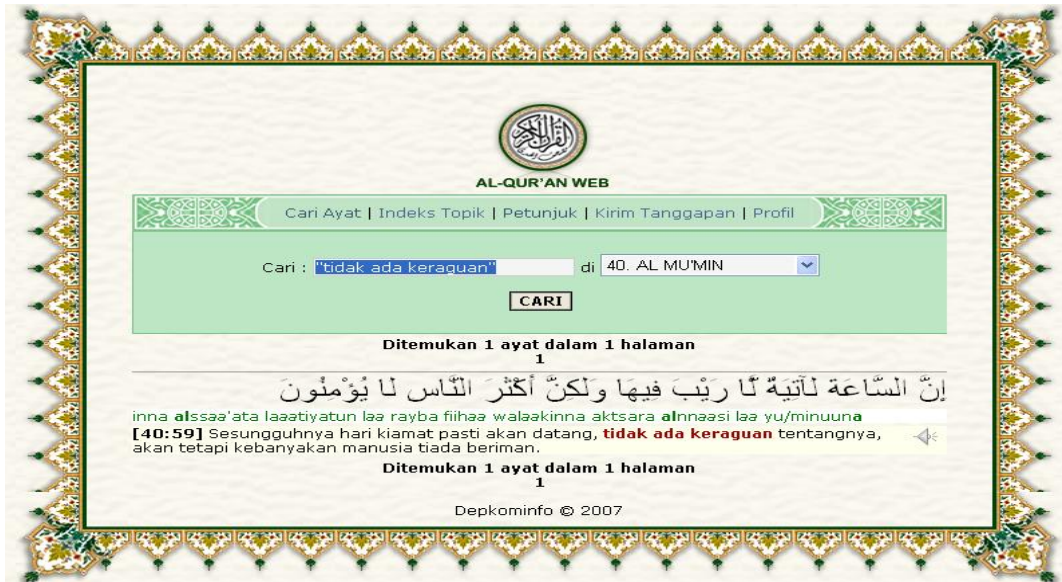 AL-QUR'AN WEB
Cari Ayat | Indeks Topik | Petunjuk | Kirim Tanggapan | Profil
Cari : "tidak ada keraguan" di 40. AL MU'MIN
CARI
Ditemukan 1 ayat dalam 1 halaman
1
إِنَّ السَّاعَة لَآتِيَةٌ لَّا رَيْبَ فِيهَا وَلَكِنَّ أَكْثَرَ النَّاس لَا يُؤْمِنُونَ
inna alssaa'ata laaatiyatun laa rayba fiihaa walaakinna aktsara alnnaasi laa yu/minuuna
[40:59] Sesungguhnya hari kiamat pasti akan datang, tidak ada keraguan tentangnya,
akan tetapi kebanyakan manusia tiada beriman.
Ditemukan 1 ayat dalam 1 halaman
1
Depkominfo © 2007